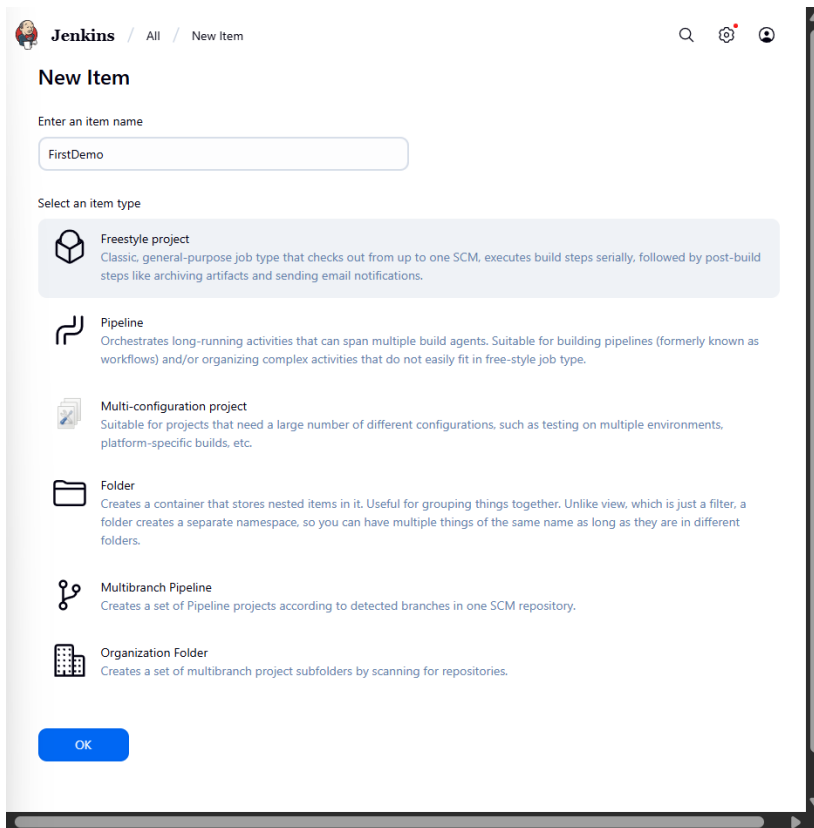 Jenkins / All / New Item
New Item
Enter an item name
FirstDemo
Select an item type
Freestyle project
Classic, general-purpose job type that checks out from up to one SCM, executes build steps serially, followed by post-build
steps like archiving artifacts and sending email notifications.
Pipeline
Orchestrates long-running activities that can span multiple build agents. Suitable for building pipelines (formerly known as
workflows) and/or organizing complex activities that do not easily fit in free-style job type.
Multi-configuration project
Suitable for projects that need a large number of different configurations, such as testing on multiple environments,
platform-specific builds, etc.
Folder
Creates a container that stores nested items in it. Useful for grouping things together. Unlike view, which is just a filter, a
folder creates a separate namespace, so you can have multiple things of the same name as long as they are in different
folders.
Multibranch Pipeline
Creates a set of Pipeline projects according to detected branches in one SCM repository.
Organization Folder
Creates a set of multibranch project subfolders by scanning for repositories.
OK